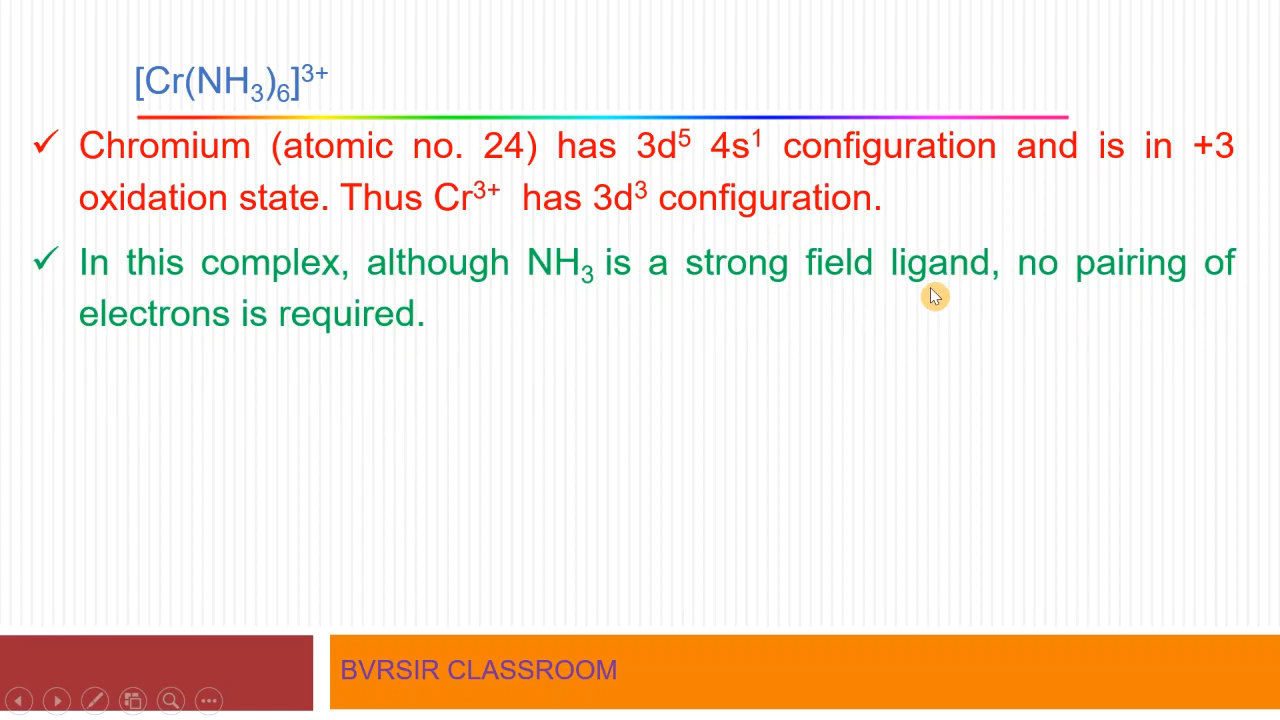 [Cr(NH₃)₆]³⁺
✓ Chromium (atomic no. 24) has 3d⁵ 4s¹ configuration and is in +3
oxidation state. Thus Cr³⁺ has 3d³ configuration.
✓ In this complex, although NH₃ is a strong field ligand, no pairing of
electrons is required.
BVRSIR CLASSROOM